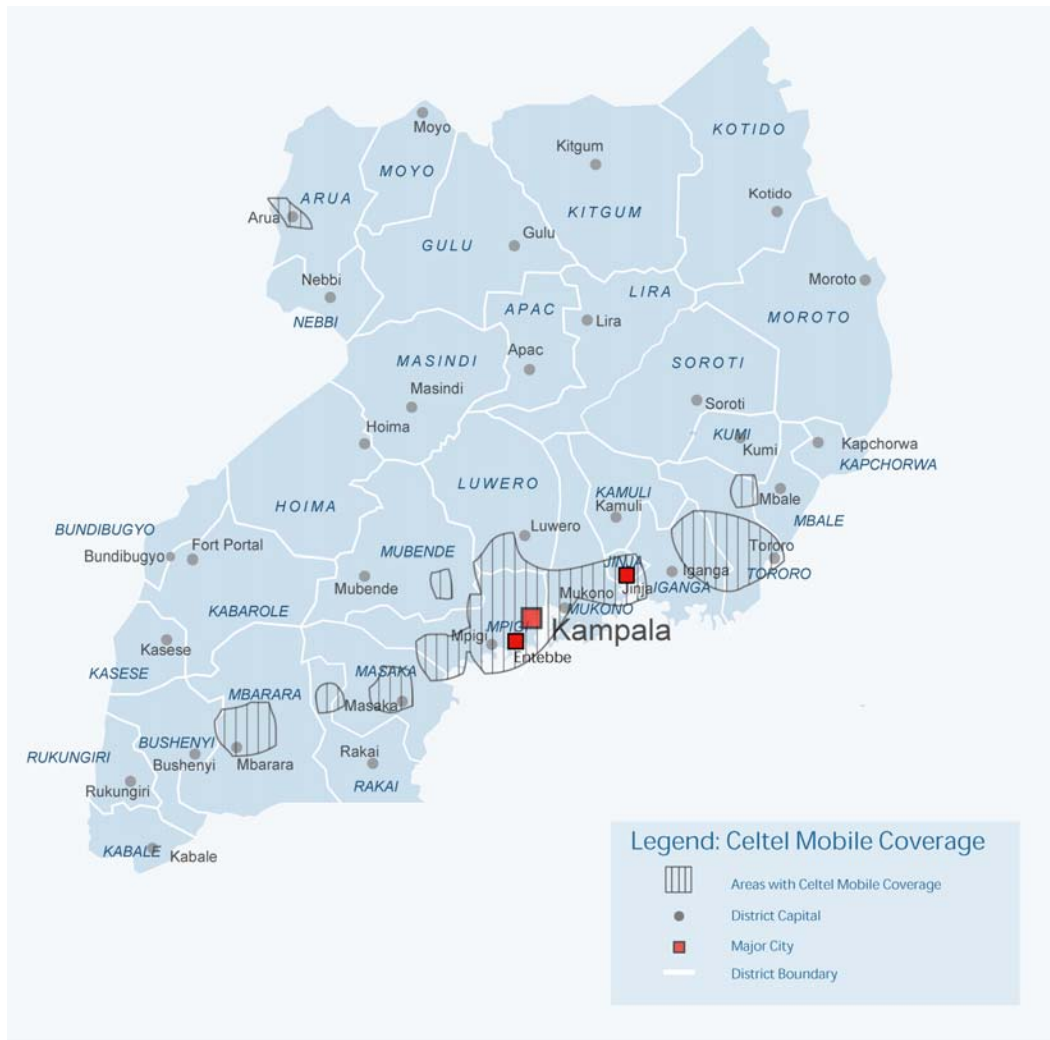 Moyo
KOTIDO
Kitgum
MOYO
ARUA
Kotido
Arua
KITGUM
Gulu
GULU
Nebbi
Moroto
LIRA
NEBBI
APAC
Lira
MOROTO
Apac
MASINDI
SOROTI
Masindi
Soroti
Hoima
KUMI
Kumi
Kapchorwa
KAPCHORWA
LUWERO
KAMULI
Mbale
HOIMA
Kamuli
MBALE
BUNDIBUGYO
Luwero
Fort Portal
MUBENDE
Tororo
Bundibugyo
JINJA
Iganga
TORORO
Mubende
Jinja
IGANGA
Mukono
MUKONO
KABAROLE
MPIGI
Kampala
Mpigi
Kasese
Entebbe
KASESE
MASAKA
MBARARA
Masaka
BUSHENYI
Rakai
RUKUNGIRI
Bushenyi
Mbarara
RAKAI
Rukungiri
KABALE
Kabale
Legend: Celtel Mobile Coverage
Areas with Celtel Mobile Coverage
District Capital
Major City
District Boundary